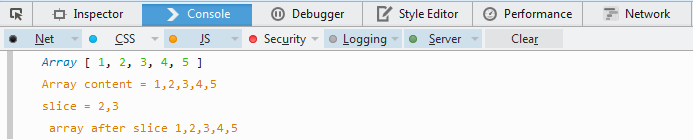 Inspector Console Debugger Style Editor Performance Network
Net CSS JS Security Logging Server Clear
Array [ 1, 2, 3, 4, 5 ]
Array content = 1,2,3,4,5
slice = 2,3
array after slice 1,2,3,4,5